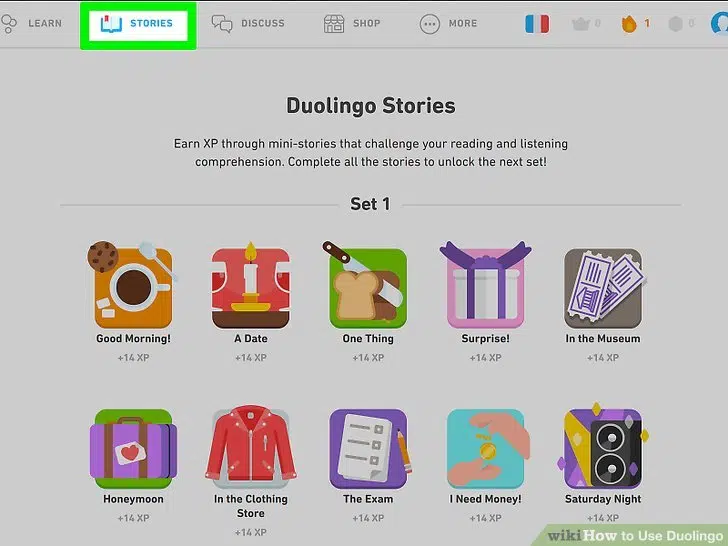 LEARN STORIES DISCUSS SHOP MORE 0 1 0
Duolingo Stories
Earn XP through mini-stories that challenge your reading and listening
comprehension. Complete all the stories to unlock the next set!
Set 1
Good Morning! A Date One Thing Surprise! In the Museum
+14 XP +14 XP +14 XP +14 XP +14 XP
Honeymoon In the Clothing The Exam I Need Money! Saturday Night
Store
+14 XP +14 XP +14 XP +14 XP +14 XP
wikiHow to Use Duolingo